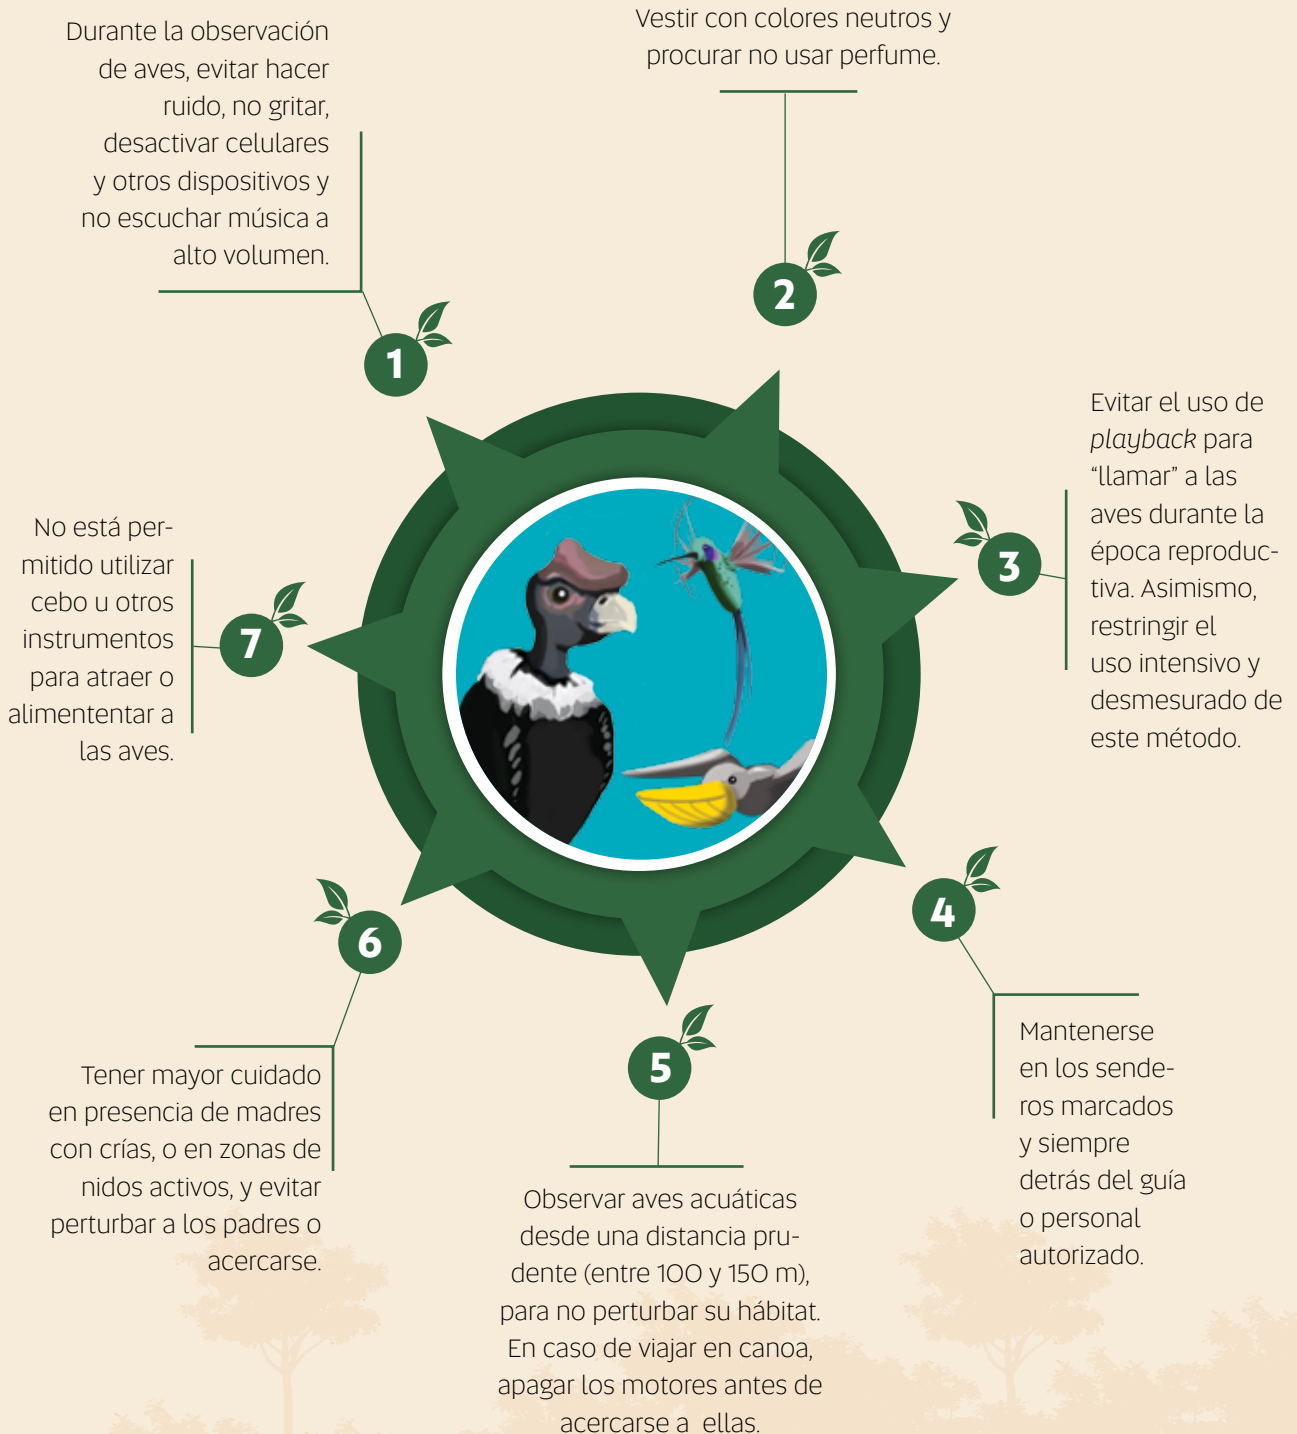 Durante la observación
de aves, evitar hacer
ruido, no gritar,
desactivar celulares
y otros dispositivos y
no escuchar música a
alto volumen.
1
Vestir con colores neutros y
procurar no usar perfume.
2
Evitar el uso de
playback para
“llamar” a las
aves durante la
época reproduc-
tiva. Asimismo,
restringir el
uso intensivo y
desmesurado de
este método.
3
4
Mantenerse
en los sende-
ros marcados
y siempre
detrás del guía
o personal
autorizado.
5
Observar aves acuáticas
desde una distancia pru-
dente (entre 100 y 150 m),
para no perturbar su hábitat.
En caso de viajar en canoa,
apagar los motores antes de
acercarse a ellas.
6
Tener mayor cuidado
en presencia de madres
con crías, o en zonas de
nidos activos, y evitar
perturbar a los padres o
acercarse.
7
No está per-
mitido utilizar
cebo u otros
instrumentos
para atraer o
alimententar a
las aves.